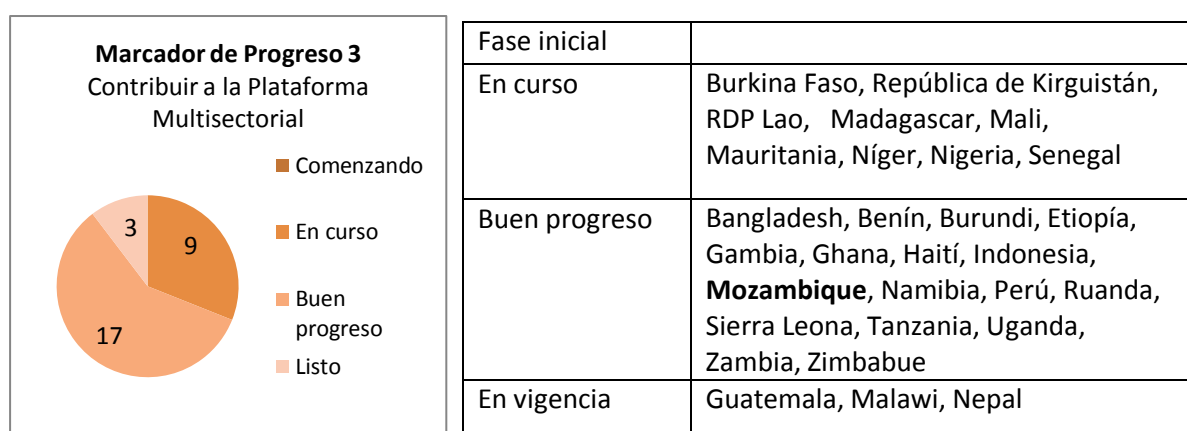 Marcador de Progreso 3
Contribuir a la Plataforma
Multisectorial
Comenzando
En curso
Buen
progreso
Listo
3
9
17
Fase inicial
En curso
Burkina Faso, República de Kirguistán,
RDP Lao, Madagascar, Mali,
Mauritania, Níger, Nigeria, Senegal
Buen progreso
Bangladesh, Benín, Burundi, Etiopía,
Gambia, Ghana, Haití, Indonesia,
Mozambique, Namibia, Perú, Ruanda,
Sierra Leona, Tanzania, Uganda,
Zambia, Zimbabue
En vigencia
Guatemala, Malawi, Nepal